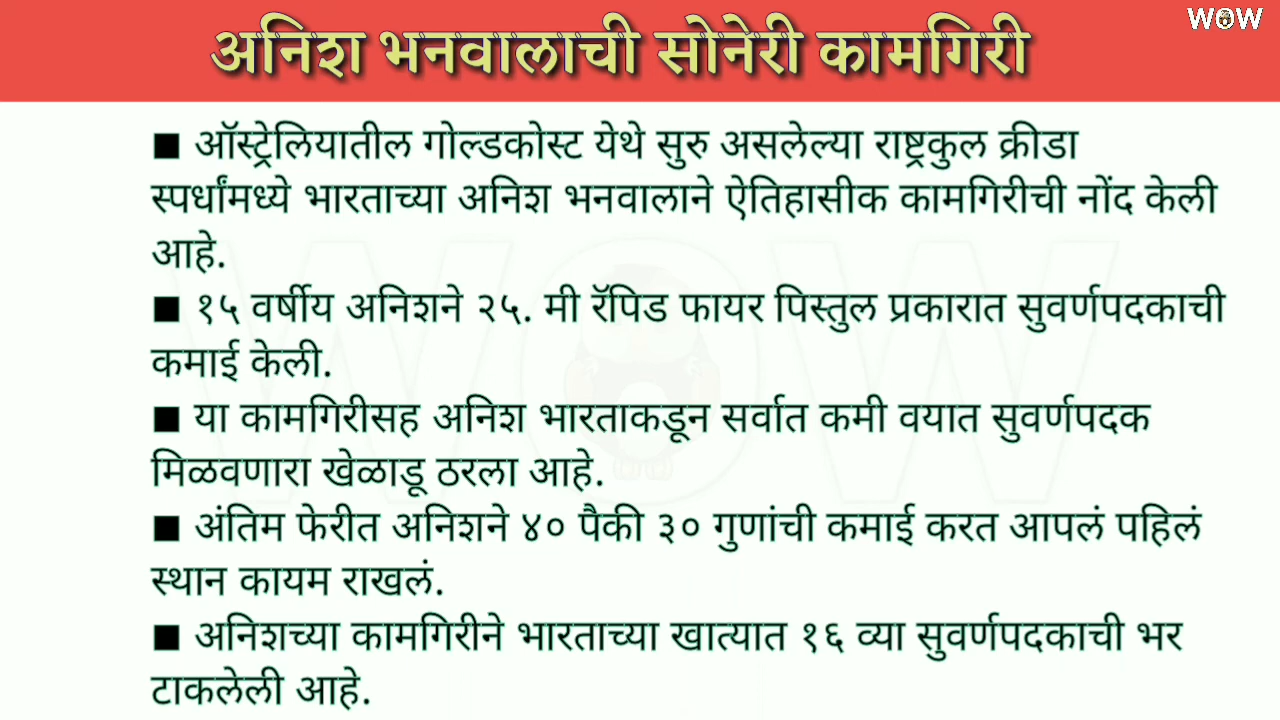 WOW
अनिश भनवालाची सोनेरी कामगिरी
■ ऑस्ट्रेलियातील गोल्डकोस्ट येथे सुरु असलेल्या राष्ट्रकुल क्रीडा
स्पर्धांमध्ये भारताच्या अनिश भनवालाने ऐतिहासीक कामगिरीची नोंद केली
आहे.
■ १५ वर्षीय अनिशने २५. मी रॅपिड फायर पिस्तुल प्रकारात सुवर्णपदकाची
कमाई केली.
■ या कामगिरीसह अनिश भारताकडून सर्वात कमी वयात सुवर्णपदक
मिळवणारा खेळाडू ठरला आहे.
■ अंतिम फेरीत अनिशने ४० पैकी ३० गुणांची कमाई करत आपलं पहिलं
स्थान कायम राखलं.
■ अनिशच्या कामगिरीने भारताच्या खात्यात १६ व्या सुवर्णपदकाची भर
टाकलेली आहे.